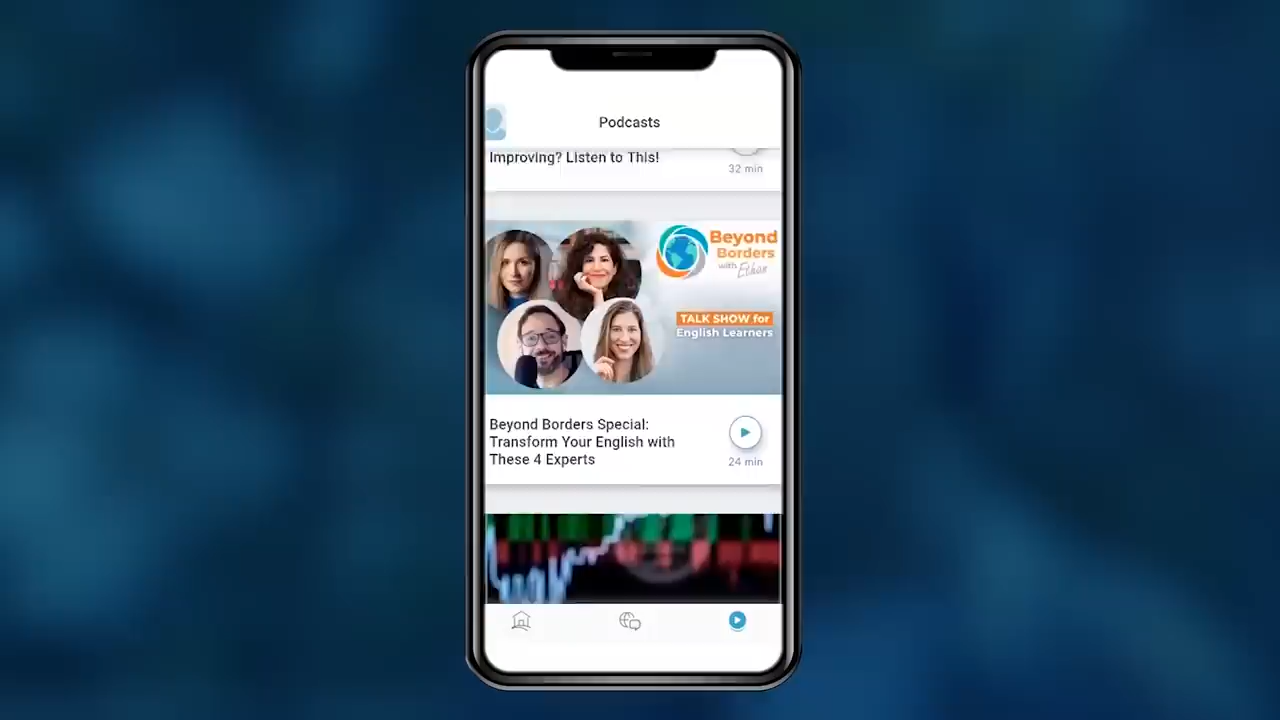 Podcasts
Improving? Listen to This!
32 min
Beyond
Borders
with Ethan
TALK SHOW for
English Learners
Beyond Borders Special:
Transform Your English with
These 4 Experts
24 min